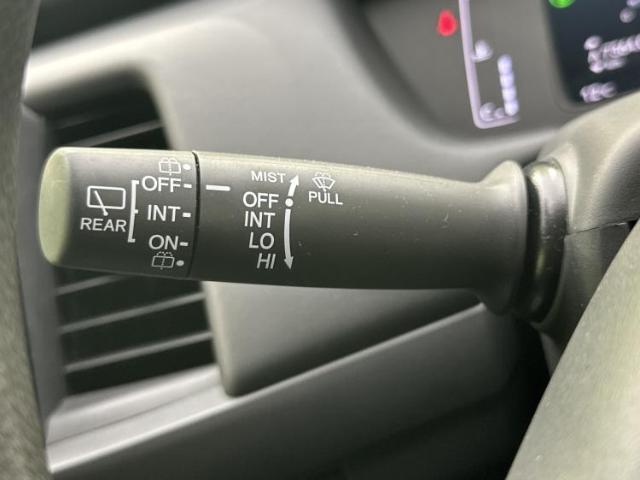 REAR
OFF
INT
ON
MIST
OFF
INT
LO
HI
PULL